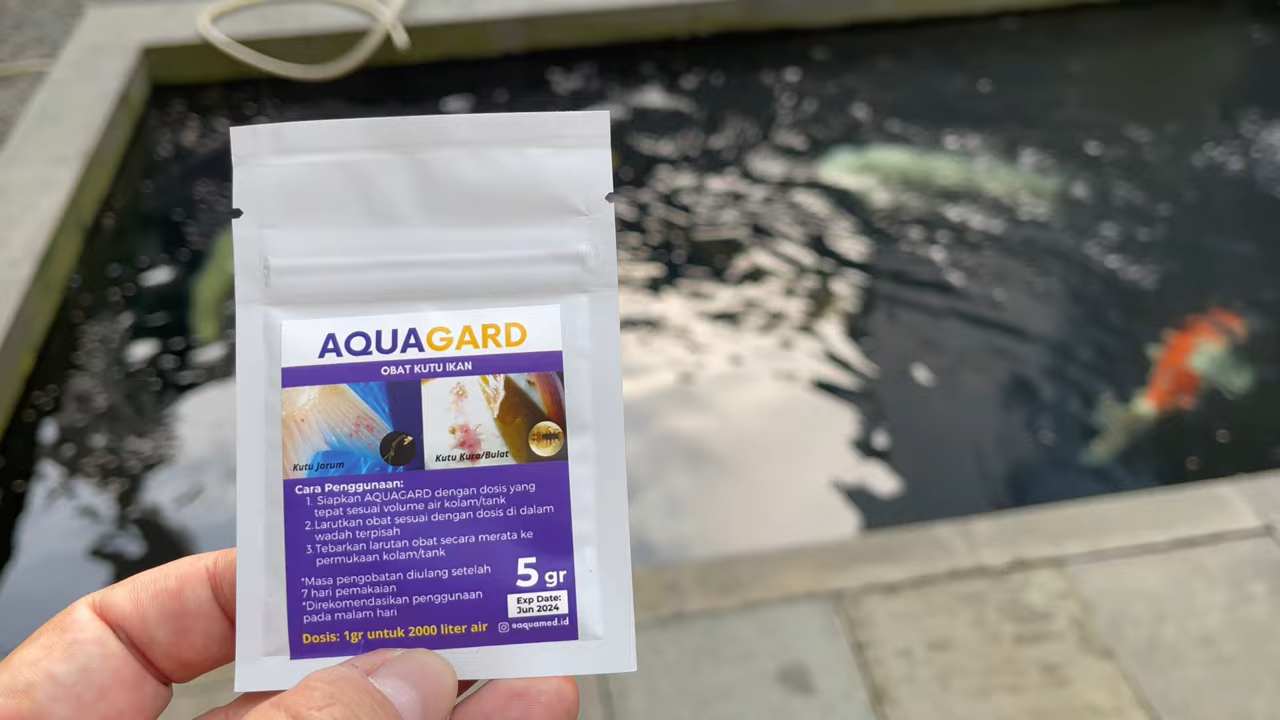 AQUAGARD
OBAT KUTU IKAN
Kutu Jarum
Kutu Kura/Bulat
Cara Penggunaan:
1. Siapkan AQUAGARD dengan dosis yang
tepat sesuai volume air kolam/tank
2. Larutkan obat sesuai dengan dosis di dalam
wadah terpisah
3. Tebarkan larutan obat secara merata ke
permukaan kolam/tank
*Masa pengobatan diulang setelah
7 hari pemakaian
*Direkomendasikan penggunaan
pada malam hari
5 gr
Exp Date:
Jun 2024
Dosis: 1gr untuk 2000 liter air
eaquamed.id